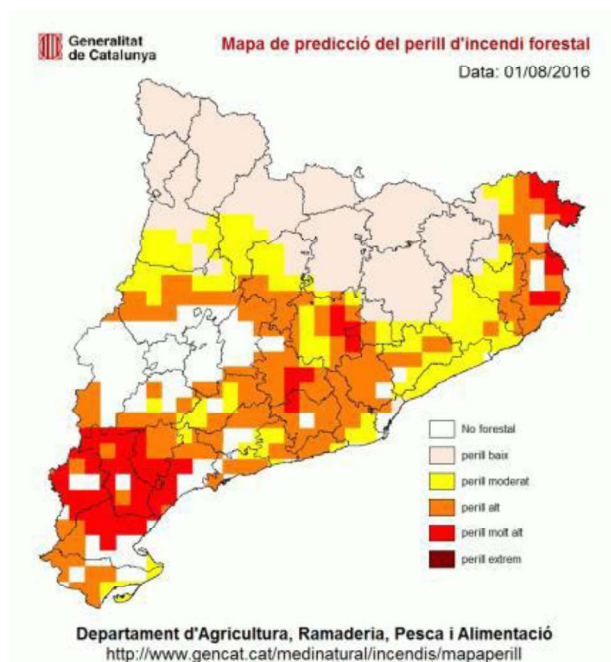 Generalitat
de Catalunya
Mapa de predicció del perill d'incendi forestal
Data: 01/08/2016
No forestal
perill baix
perill moderat
perill alt
perill molt alt
perill extrem
Departament d'Agricultura, Ramaderia, Pesca i Alimentació
http://www.gencat.cat/medinatural/incendis/mapaperill